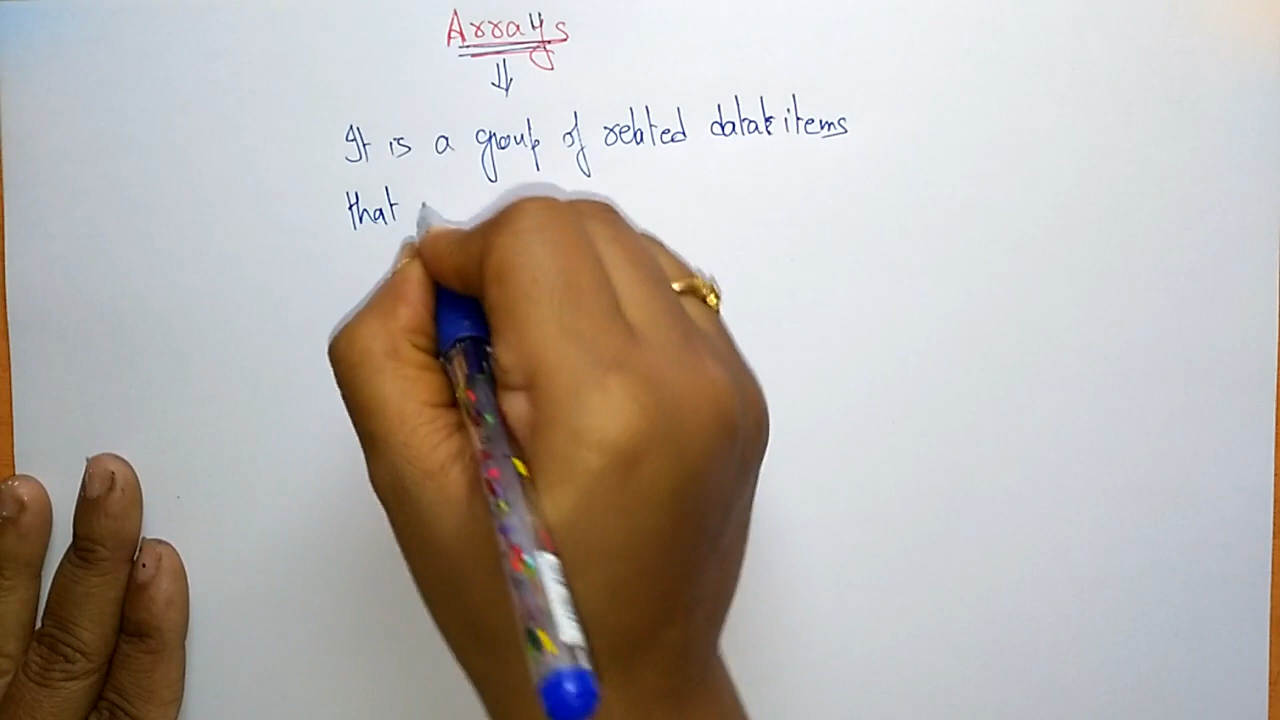 Arrays
It is a group of related data items
that